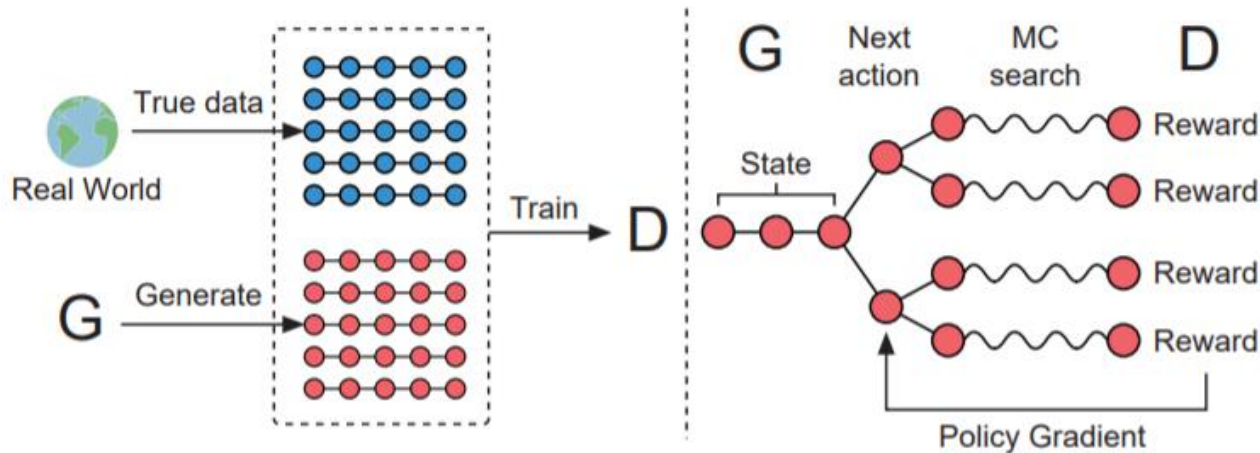 True data
Real World
G
Generate
Train
D
G
Next
action
MC
search
D
State
Reward
Reward
Reward
Reward
Policy Gradient